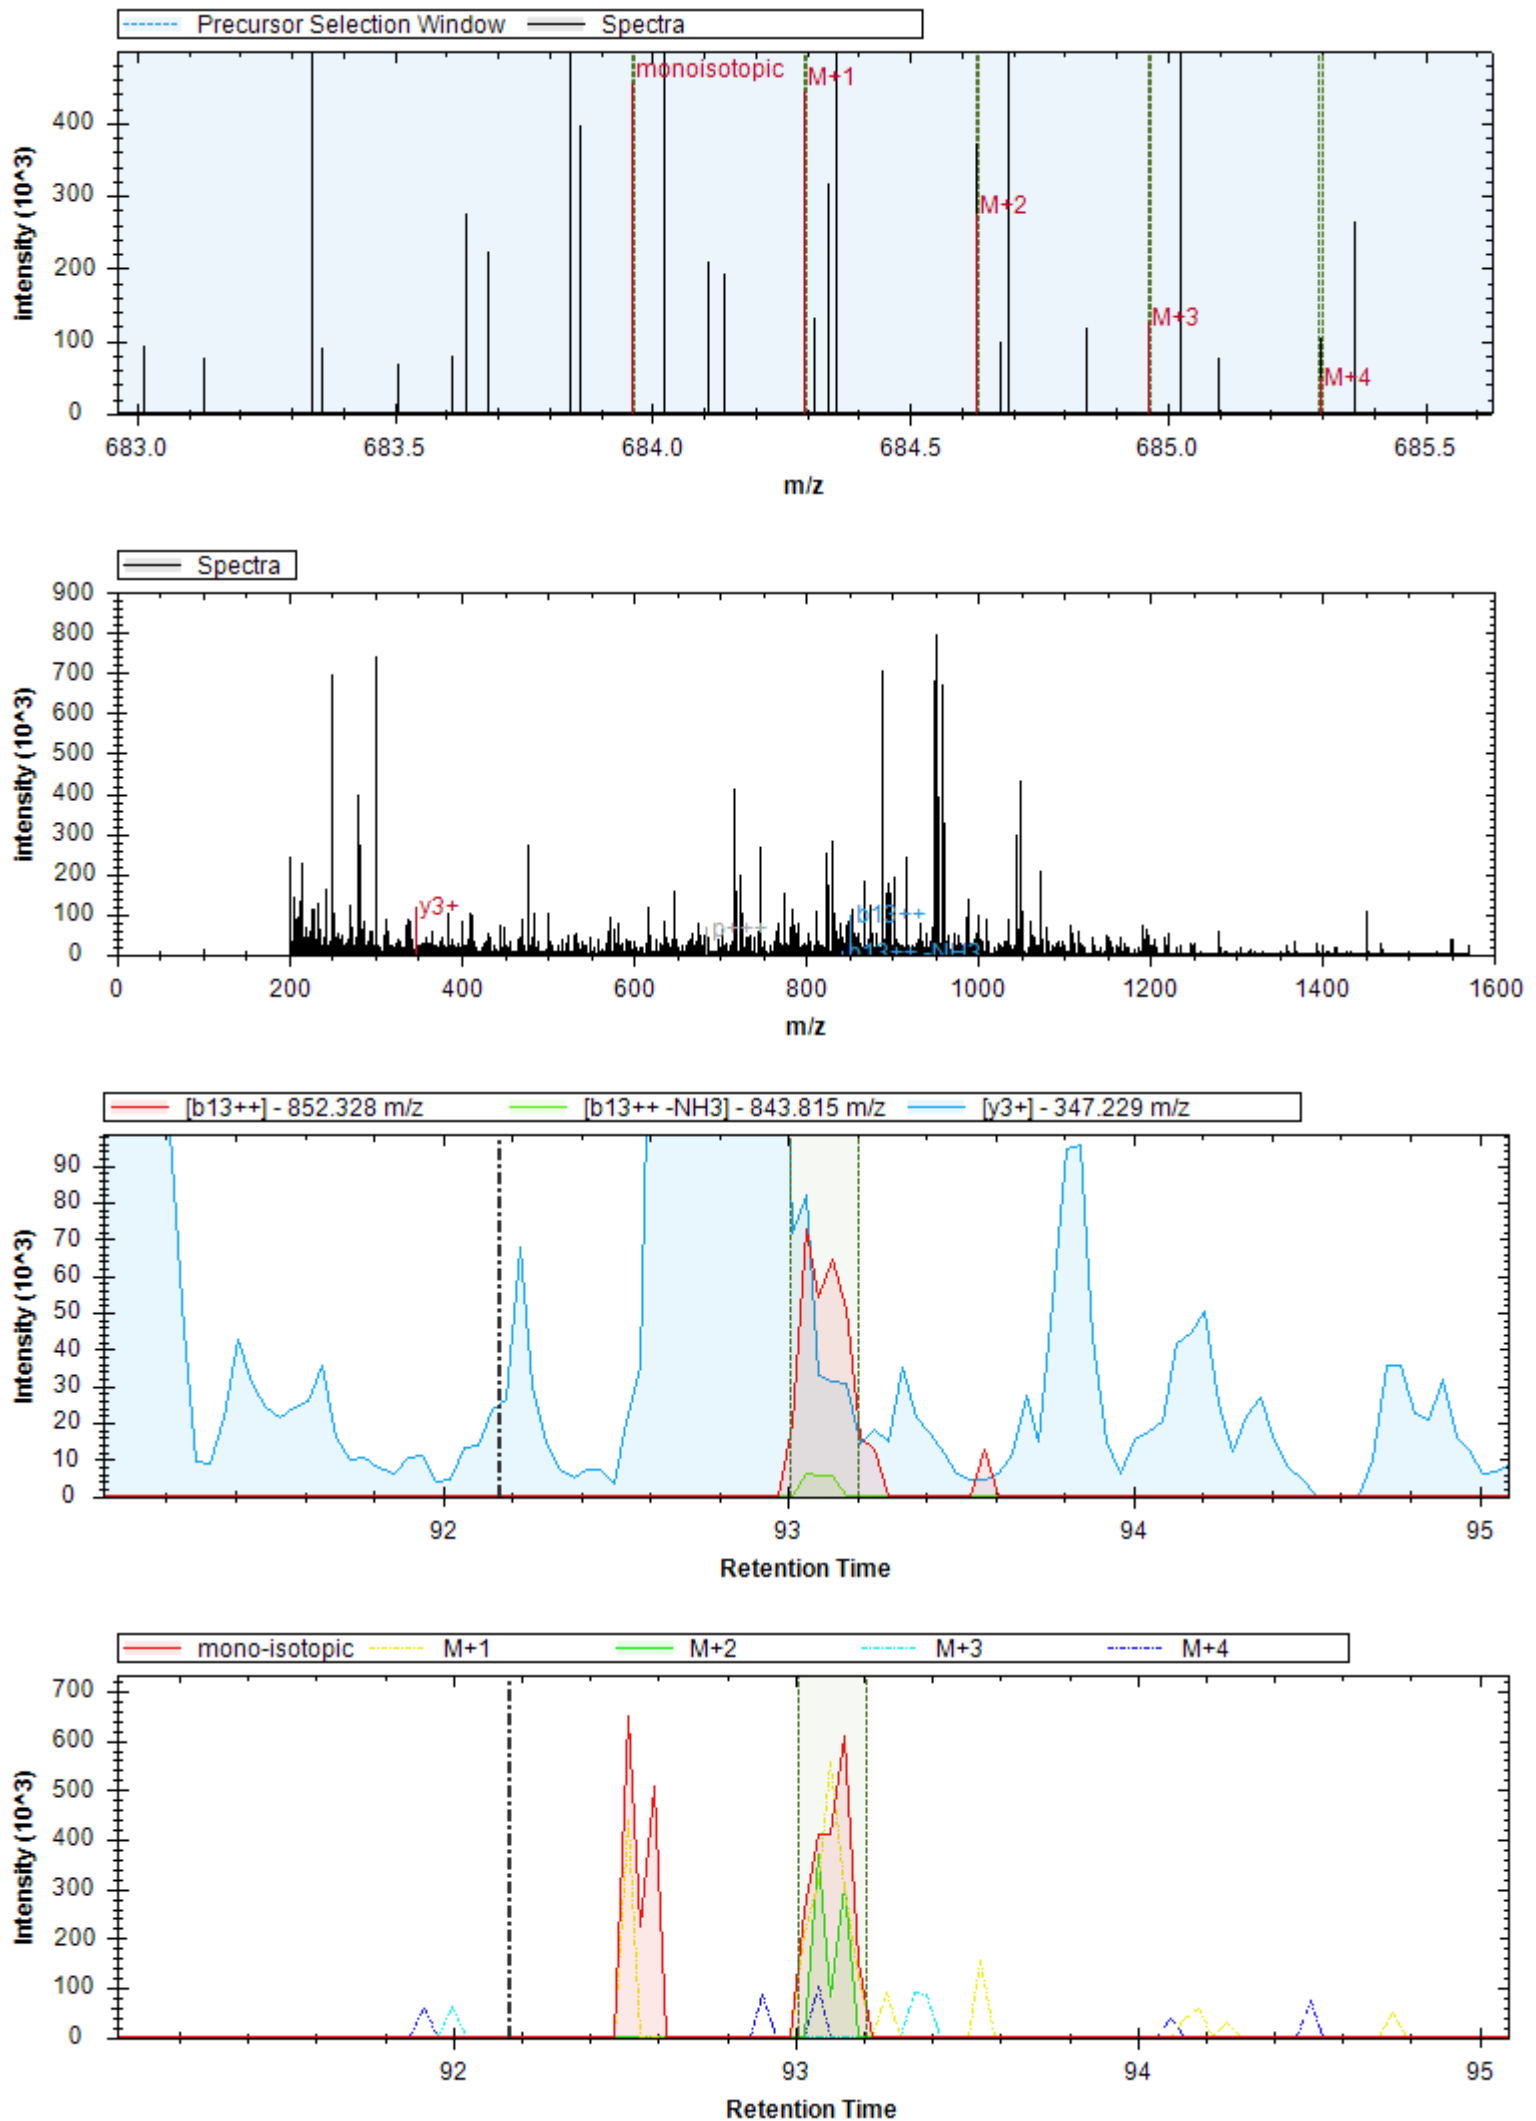 Precursor Selection Window Spectra
monoisotopic
M+1
M+2
M+3
M+4
400
300
200
100
0
intensity (10^3)
683.0 683.5 684.0 684.5 685.0 685.5
m/z
Spectra
900
800
700
600
500
400
300
200
100
0
intensity (10^3)
y3+
p+++
b13++
b13++ -NH3
0 200 400 600 800 1000 1200 1400 1600
m/z
[b13++] - 852.328 m/z [b13++ -NH3] - 843.815 m/z [y3+] - 347.229 m/z
90
80
70
60
50
40
30
20
10
0
Intensity (10^3)
92 93 94 95
Retention Time
mono-isotopic M+1 M+2 M+3 M+4
700
600
500
400
300
200
100
0
Intensity (10^3)
92 93 94 95
Retention Time